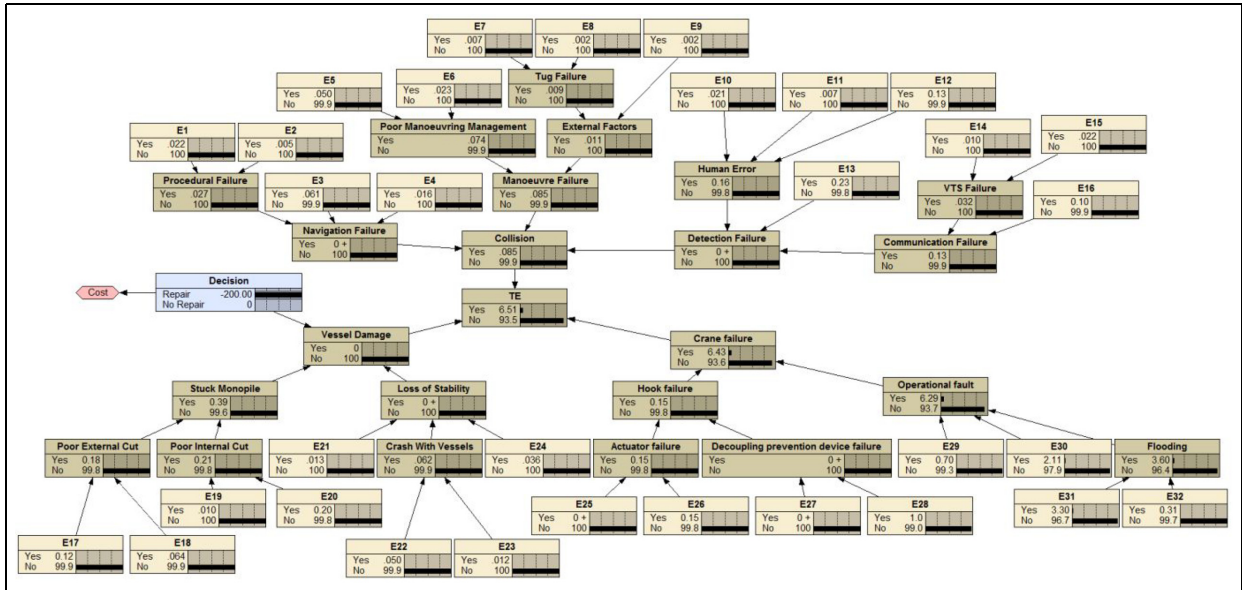 E7
Yes .007
No 100
E8
Yes .002
No 100
E9
Yes .002
No 100
E5
Yes .050
No 99.9
E6
Yes .023
No 100
Tug Failure
Yes .009
No 100
E10
Yes .021
No 100
E11
Yes .007
No 100
E12
Yes 0.13
No 99.9
E1
Yes .022
No 100
E2
Yes .005
No 100
Poor Manoeuvring Management
Yes .074
No 99.9
External Factors
Yes .011
No 100
E14
Yes .010
No 100
E15
Yes .022
No 100
Procedural Failure
Yes .027
No 100
E3
Yes .061
No 99.9
E4
Yes .016
No 100
Manoeuvre Failure
Yes .085
No 99.9
Human Error
Yes 0.16
No 99.8
E13
Yes 0.23
No 99.8
VTS Failure
Yes .032
No 100
E16
Yes 0.10
No 99.9
Navigation Failure
Yes 0 +
No 100
Collision
Yes .085
No 99.9
Detection Failure
Yes 0 +
No 100
Communication Failure
Yes 0.13
No 99.9
Cost
Decision
Repair -200.00
No Repair 0
TE
Yes 6.51
No 93.5
Vessel Damage
Yes 0
No 100
Crane failure
Yes 6.43
No 93.6
Stuck Monopile
Yes 0.39
No 99.6
Loss of Stability
Yes 0 +
No 100
Hook failure
Yes 0.15
No 99.8
Operational fault
Yes 6.29
No 93.7
Poor External Cut
Yes 0.18
No 99.8
Poor Internal Cut
Yes 0.21
No 99.8
E21
Yes .013
No 100
Crash With Vessels
Yes .062
No 99.9
E24
Yes .036
No 100
Actuator failure
Yes 0.15
No 99.8
Decoupling prevention device failure
Yes 0 +
No 100
E29
Yes 0.70
No 99.3
E30
Yes 2.11
No 97.9
Flooding
Yes 3.60
No 96.4
E19
Yes .010
No 100
E20
Yes 0.20
No 99.8
E25
Yes 0 +
No 100
E26
Yes 0.15
No 99.8
E27
Yes 0 +
No 100
E28
Yes 1.0
No 99.0
E31
Yes 3.30
No 96.7
E32
Yes 0.31
No 99.7
E17
Yes 0.12
No 99.9
E18
Yes .064
No 99.9
E22
Yes .050
No 99.9
E23
Yes .012
No 100